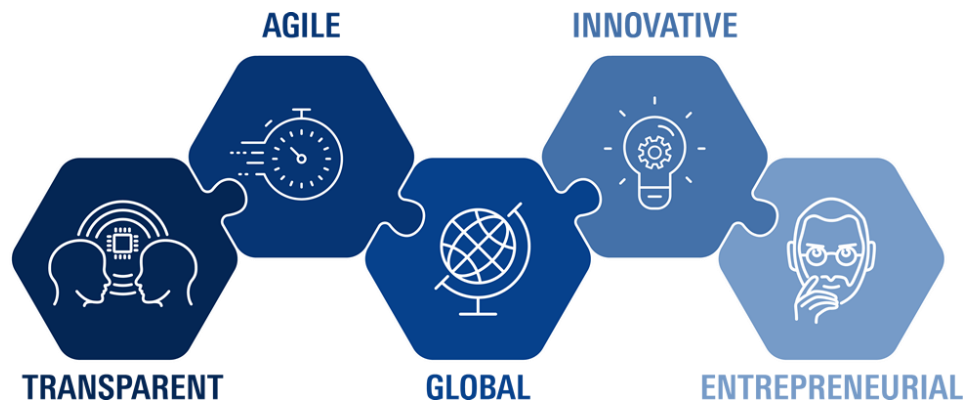 AGILE
INNOVATIVE
TRANSPARENT
GLOBAL
ENTREPRENEURIAL